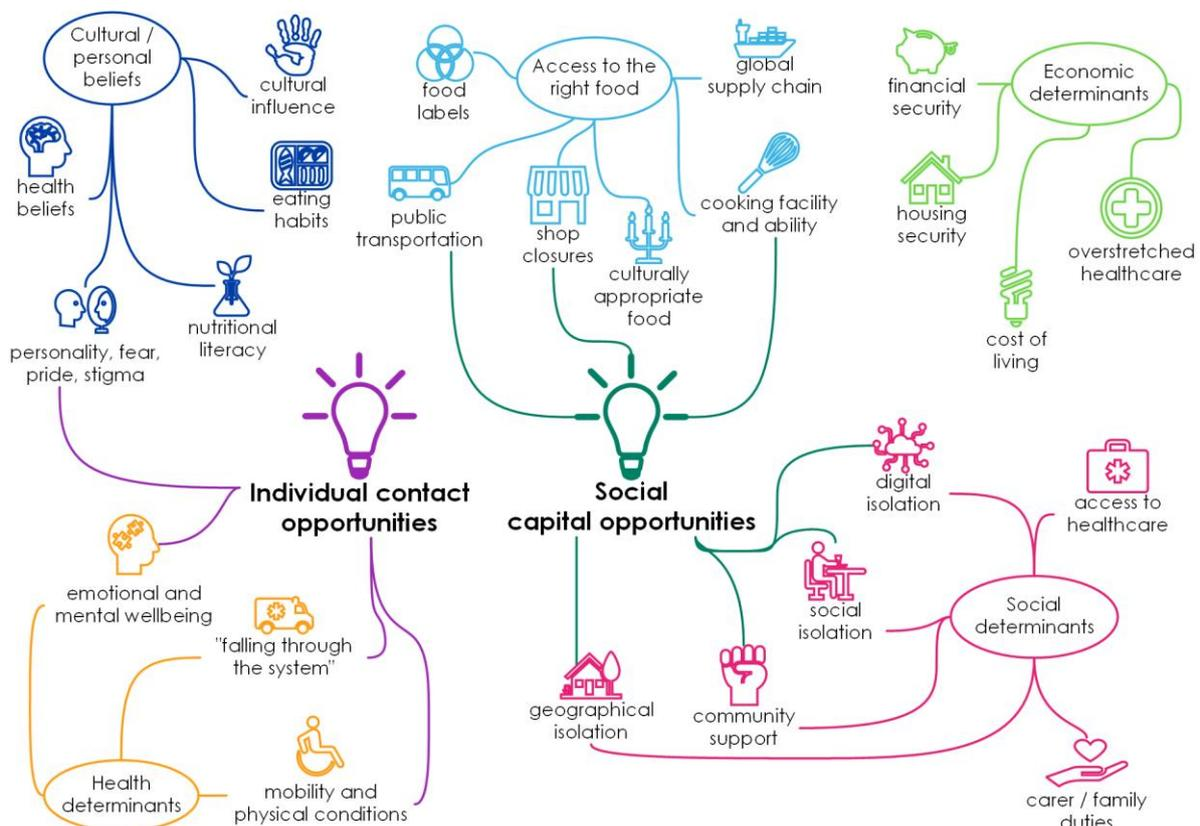 Cultural /
personal
beliefs
cultural
influence
health
beliefs
eating
habits
personality, fear,
pride, stigma
nutritional
literacy
Access to the
right food
food
labels
global
supply chain
public
transportation
shop
closures
culturally
appropriate
food
cooking facility
and ability
Economic
determinants
financial
security
housing
security
overstretched
healthcare
cost of
living
Individual contact
opportunities
Social
capital opportunities
emotional and
mental wellbeing
"falling through
the system"
Health
determinants
mobility and
physical conditions
digital
isolation
access to
healthcare
social
isolation
Social
determinants
geographical
isolation
community
support
carer / family
duties